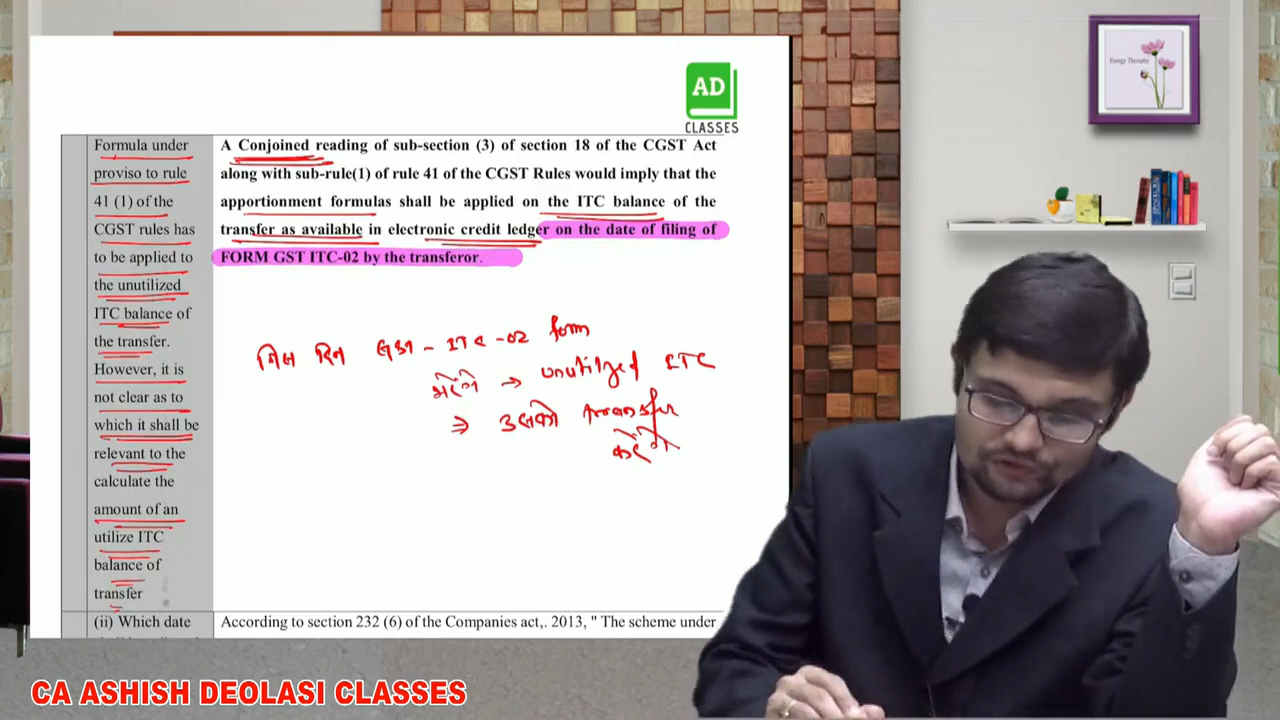 AD
CLASSES
Energy Theophy
Formula under
proviso to rule
41 (1) of the
CGST rules has
to be applied to
the unutilized
ITC balance of
the transfer.
However, it is
not clear as to
which it shall be
relevant to the
calculate the
amount of an
utilize ITC
balance of
transfer
A Conjoined reading of sub-section (3) of section 18 of the CGST Act
along with sub-rule(1) of rule 41 of the CGST Rules would imply that the
apportionment formulas shall be applied on the ITC balance of the
transfer as available in electronic credit ledger on the date of filing of
FORM GST ITC-02 by the transferor.
जिस दिन GST - ITC - 02 form
भरेंगे → unutilized ITC
⇒ उसको transfer
करेंगे
(ii) Which date
According to section 232 (6) of the Companies act,. 2013, " The scheme under
CA ASHISH DEOLASI CLASSES